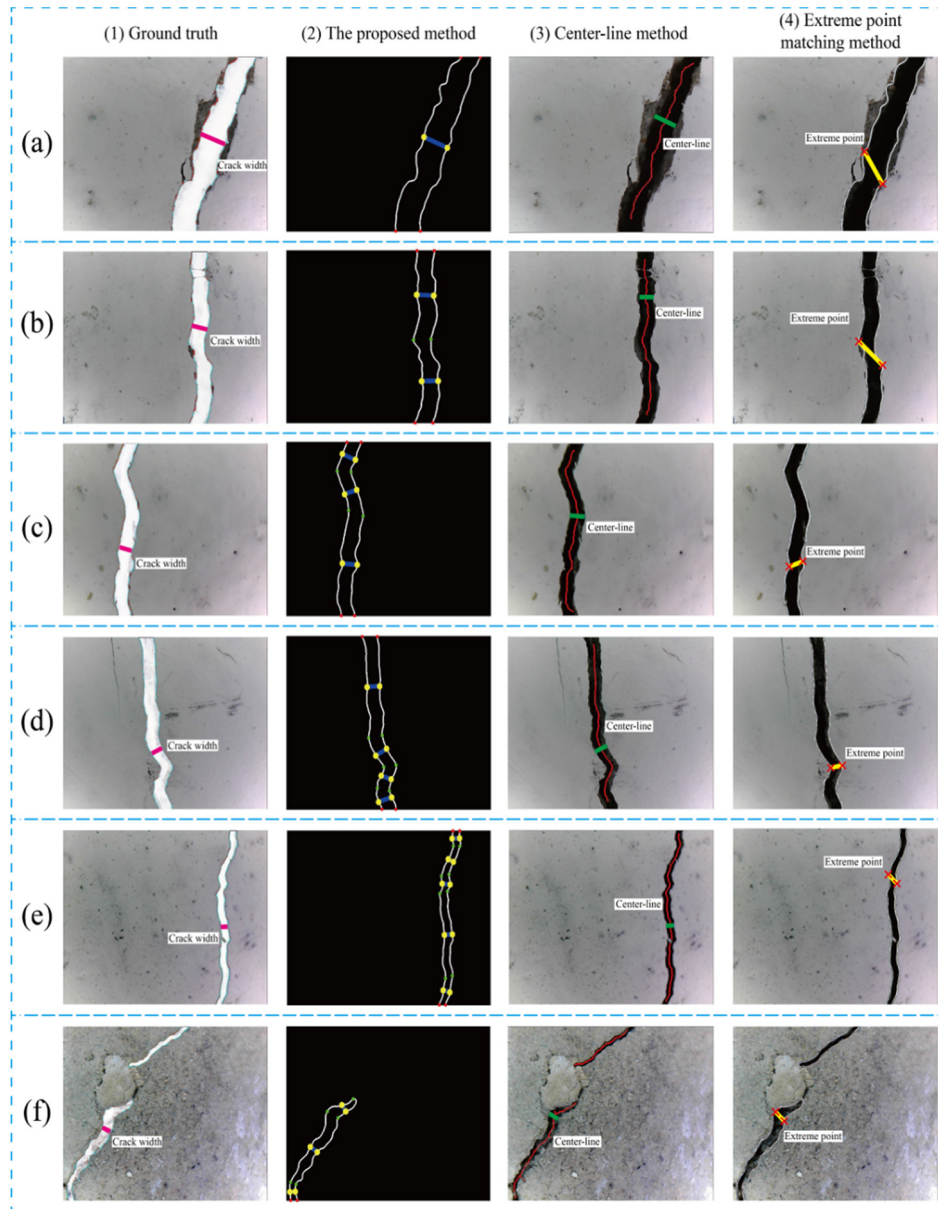 (1) Ground truth
(2) The proposed method
(3) Center-line method
(4) Extreme point
matching method
(a)
Crack width
Center-line
Extreme point
(b)
Crack width
Center-line
Extreme point
(c)
Crack width
Center-line
Extreme point
(d)
Crack width
Center-line
Extreme point
(e)
Crack width
Center-line
Extreme point
(f)
Crack width
Center-line
Extreme point